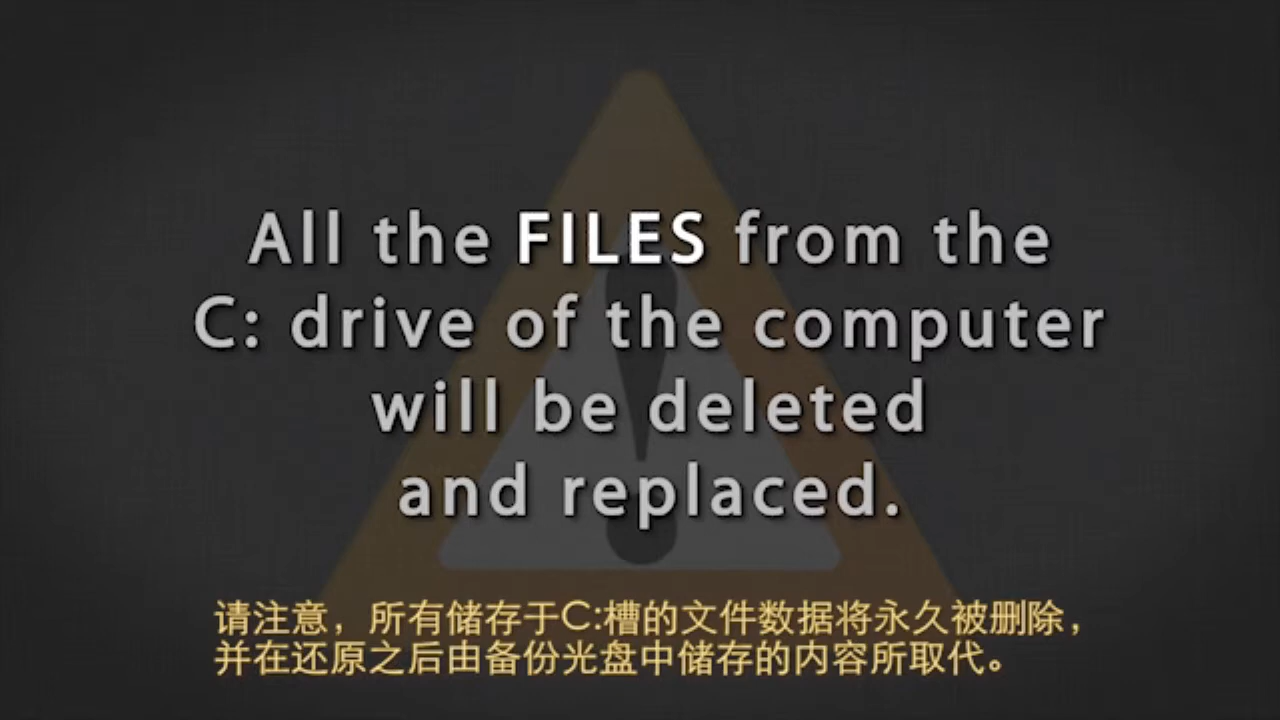 All the FILES from the
C: drive of the computer
will be deleted
and replaced.
请注意，所有储存于C:槽的文件数据将永久被删除，
并在还原之后由备份光盘中储存的内容所取代。